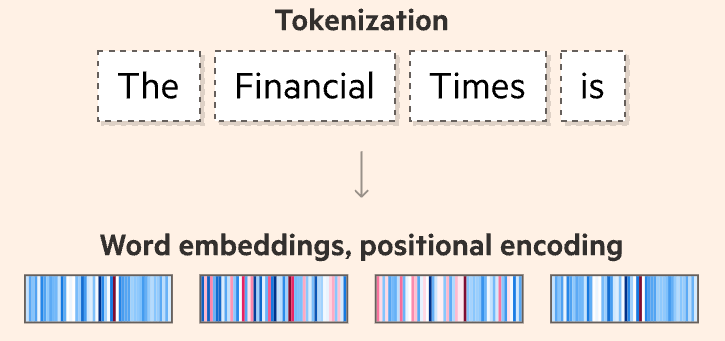 Tokenization
The Financial Times is
Word embeddings, positional encoding